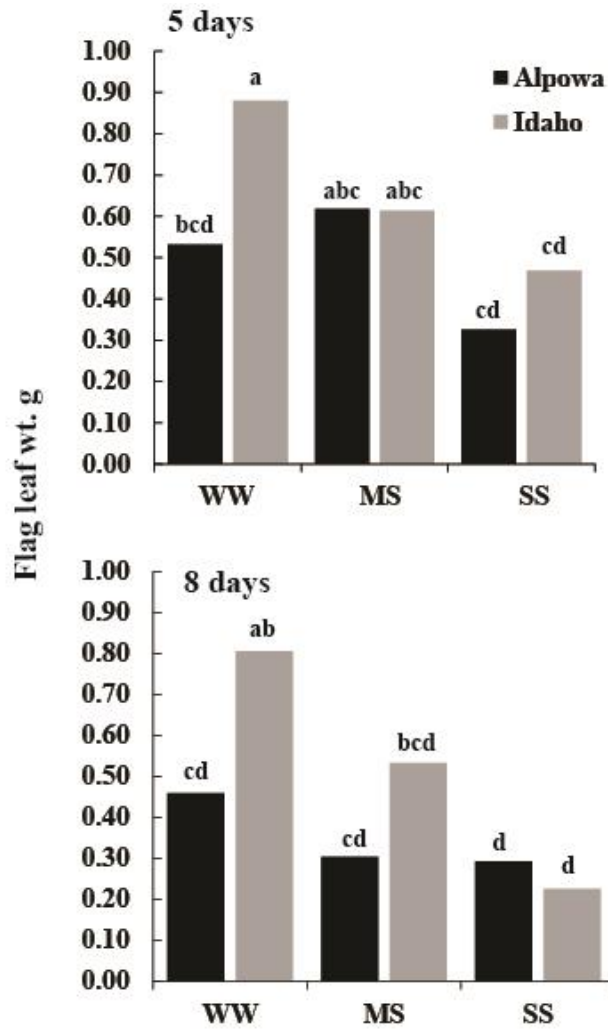 5 days
1.00
0.90
0.80
0.70
0.60
0.50
0.40
0.30
0.20
0.10
0.00
Alpowa
Idaho
bcd
a
abc
abc
cd
cd
WW MS SS
Flag leaf wt. g
8 days
1.00
0.90
0.80
0.70
0.60
0.50
0.40
0.30
0.20
0.10
0.00
cd
ab
cd
bcd
d
d
WW MS SS